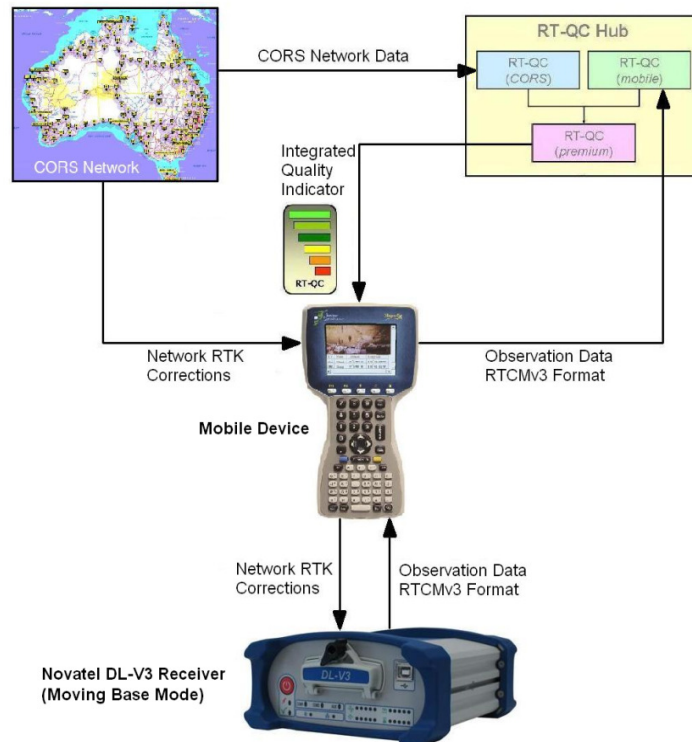 CORS Network
CORS Network Data
RT-QC Hub
RT-QC
(CORS)
RT-QC
(mobile)
RT-QC
(premium)
Integrated
Quality
Indicator
RT-QC
Network RTK
Corrections
Observation Data
RTCMv3 Format
Mobile Device
Network RTK
Corrections
Observation Data
RTCMv3 Format
Novatel DL-V3 Receiver
(Moving Base Mode)
DL-V3